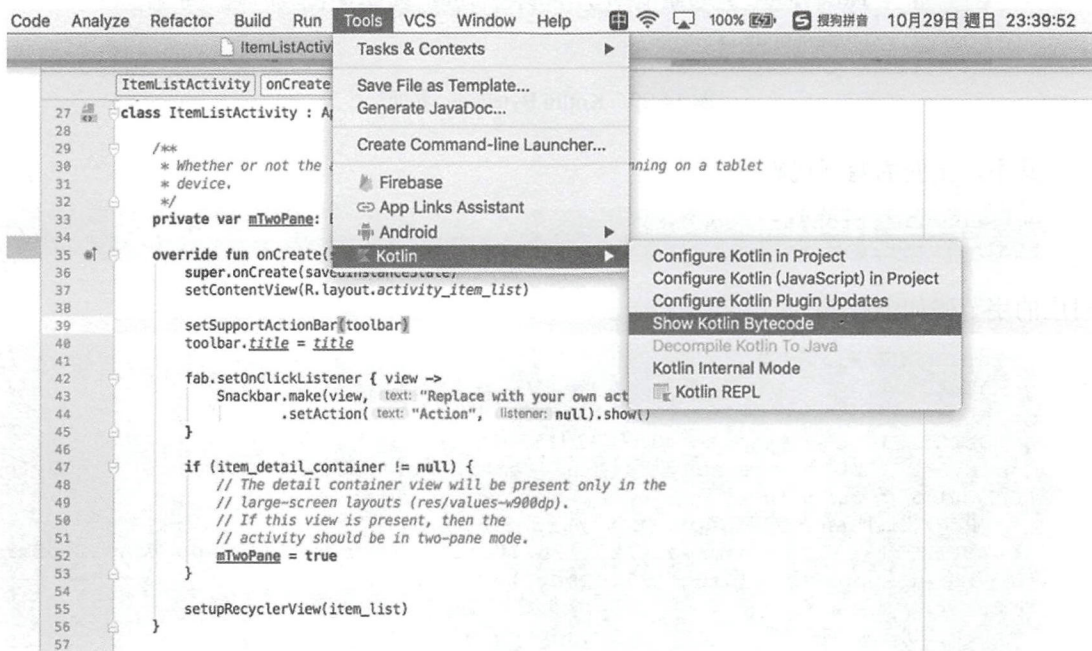 Code Analyze Refactor Build Run Tools VCS Window Help 100% 搜狗拼音 10月29日 週日 23:39:52
ItemListActivi
Tasks & Contexts
Save File as Template...
Generate JavaDoc...
Create Command-line Launcher...
Firebase
App Links Assistant
Android
Kotlin
Configure Kotlin in Project
Configure Kotlin (JavaScript) in Project
Configure Kotlin Plugin Updates
Show Kotlin Bytecode
Decompile Kotlin To Java
Kotlin Internal Mode
Kotlin REPL
ItemListActivity onCreate
27 class ItemListActivity : A
28
29 /**
30 * Whether or not the nning on a tablet
31 * device.
32 */
33 private var mTwoPane:
34
35 override fun onCreate(
36 super.onCreate(savedInstanceState)
37 setContentView(R.layout.activity_item_list)
38
39 setSupportActionBar(toolbar)
40 toolbar.title = title
41
42 fab.setOnClickListener { view ->
43 Snackbar.make(view, text: "Replace with your own act
44 .setAction( text: "Action", listener: null).show()
45 }
46
47 if (item_detail_container != null) {
48 // The detail container view will be present only in the
49 // large-screen layouts (res/values-w900dp).
50 // If this view is present, then the
51 // activity should be in two-pane mode.
52 mTwoPane = true
53 }
54
55 setupRecyclerView(item_list)
56 }
57